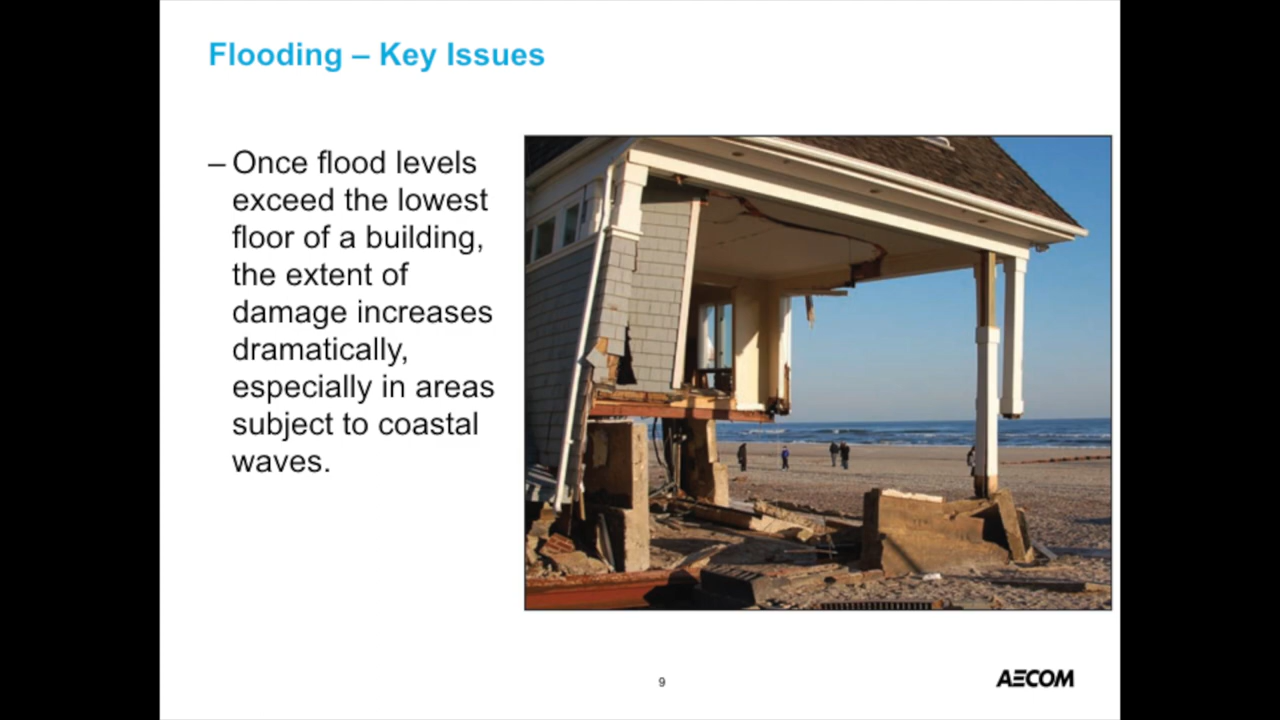 Flooding – Key Issues
– Once flood levels
exceed the lowest
floor of a building,
the extent of
damage increases
dramatically,
especially in areas
subject to coastal
waves.
9
AECOM